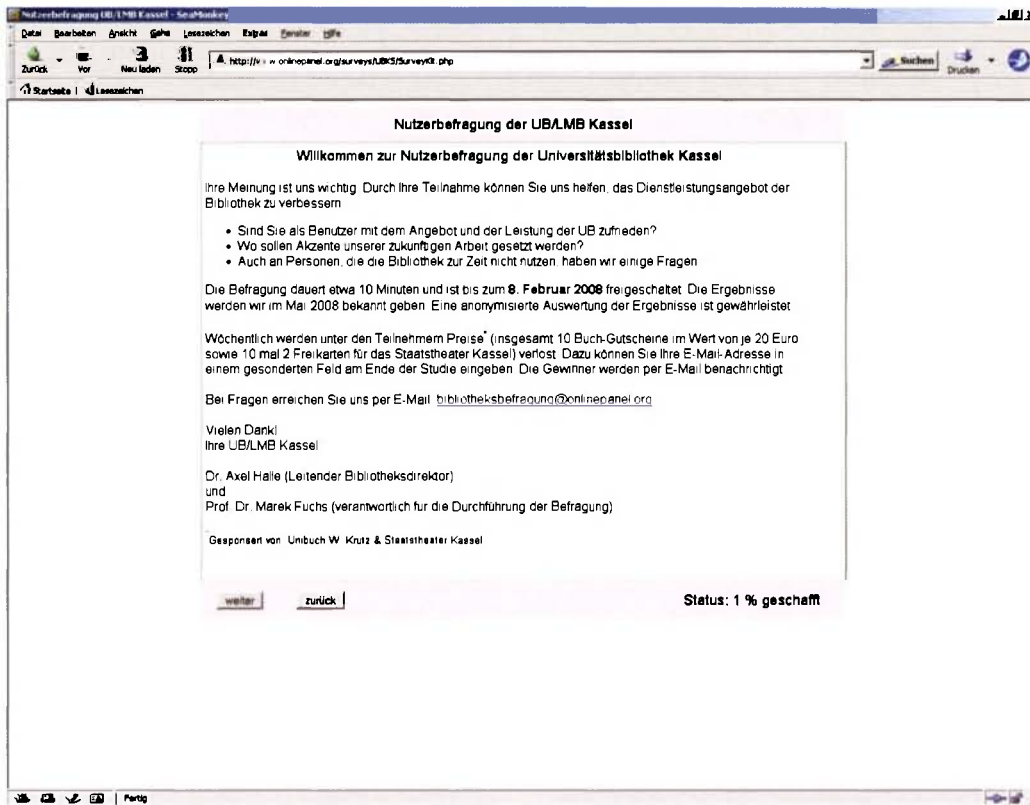 Nutzerbefragung UB/LMB Kassel - SeaMonkey
Datei Bearbeiten Ansicht Gehe Lesezeichen Extras Fenster Hilfe
Zurück Vor Neu laden Stopp onlinepanel.org/surveys/UBKS/SurveyKit.php Suchen Drucken
Startseite | Lesezeichen
Nutzerbefragung der UB/LMB Kassel
Willkommen zur Nutzerbefragung der Universitätsbibliothek Kassel
Ihre Meinung ist uns wichtig. Durch Ihre Teilnahme können Sie uns helfen, das Dienstleistungsangebot der
Bibliothek zu verbessern
• Sind Sie als Benutzer mit dem Angebot und der Leistung der UB zufrieden?
• Wo sollen Akzente unserer zukünftigen Arbeit gesetzt werden?
• Auch an Personen, die die Bibliothek zur Zeit nicht nutzen, haben wir einige Fragen
Die Befragung dauert etwa 10 Minuten und ist bis zum 8. Februar 2008 freigeschaltet. Die Ergebnisse
werden wir im Mai 2008 bekannt geben. Eine anonymisierte Auswertung der Ergebnisse ist gewährleistet
Wöchentlich werden unter den Teilnehmern Preise* (insgesamt 10 Buch-Gutscheine im Wert von je 20 Euro
sowie 10 mal 2 Freikarten für das Staatstheater Kassel) verlost. Dazu können Sie Ihre E-Mail-Adresse in
einem gesonderten Feld am Ende der Studie eingeben. Die Gewinner werden per E-Mail benachrichtigt
Bei Fragen erreichen Sie uns per E-Mail: bibliotheksbefragung@onlinepanel.org
Vielen Dank!
Ihre UB/LMB Kassel
Dr. Axel Halle (Leitender Bibliotheksdirektor)
und
Prof. Dr. Marek Fuchs (verantwortlich für die Durchführung der Befragung)
*Gesponsert von Unibuch W. Krutz & Staatstheater Kassel
weiter zurück Status: 1 % geschafft
Fertig